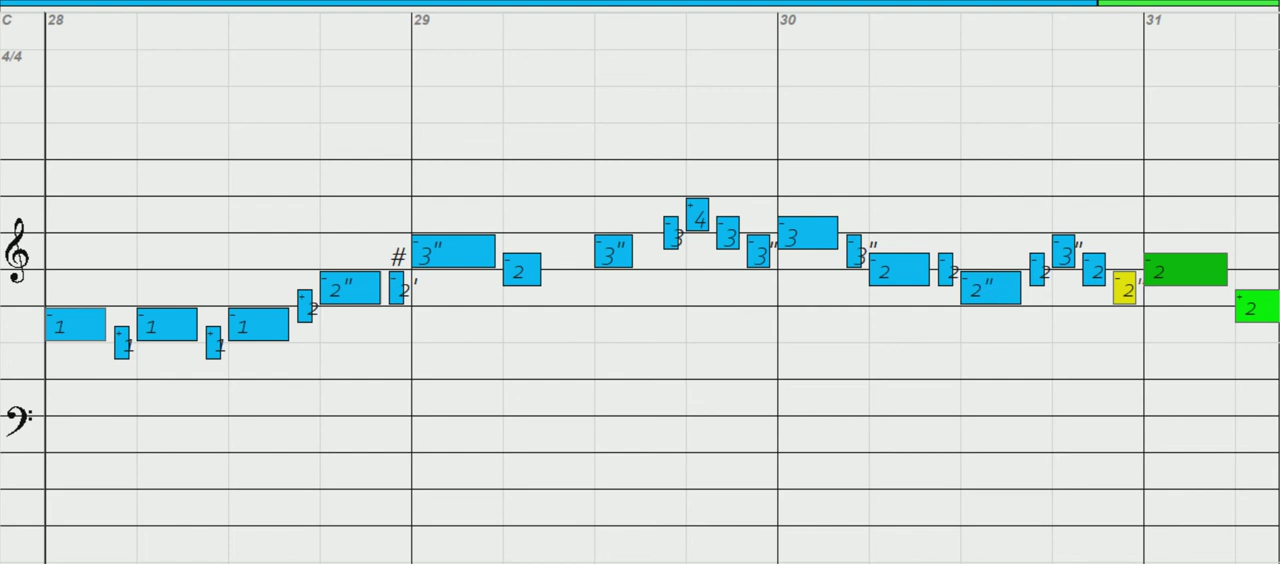 C 28 29 30 31
4/4
+ 4
- 3 - 3 - 3
# - 3" - 3" - 3" - 3" - 3"
- 2 - 2 - 2 - 2 - 2 - 2
- 2" - 2' - 2" - 2"
+ 2 + 2
- 1 - 1 - 1
+ 1 + 1